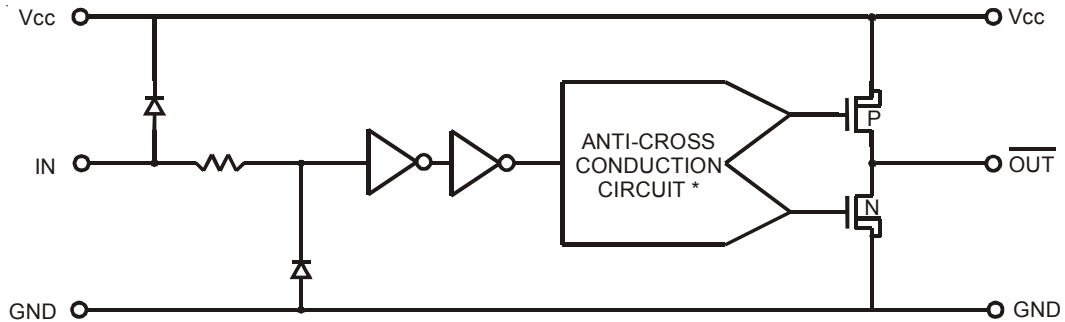 Vcc
Vcc
P
IN
ANTI-CROSS
CONDUCTION
CIRCUIT *
OUT
N
GND
GND